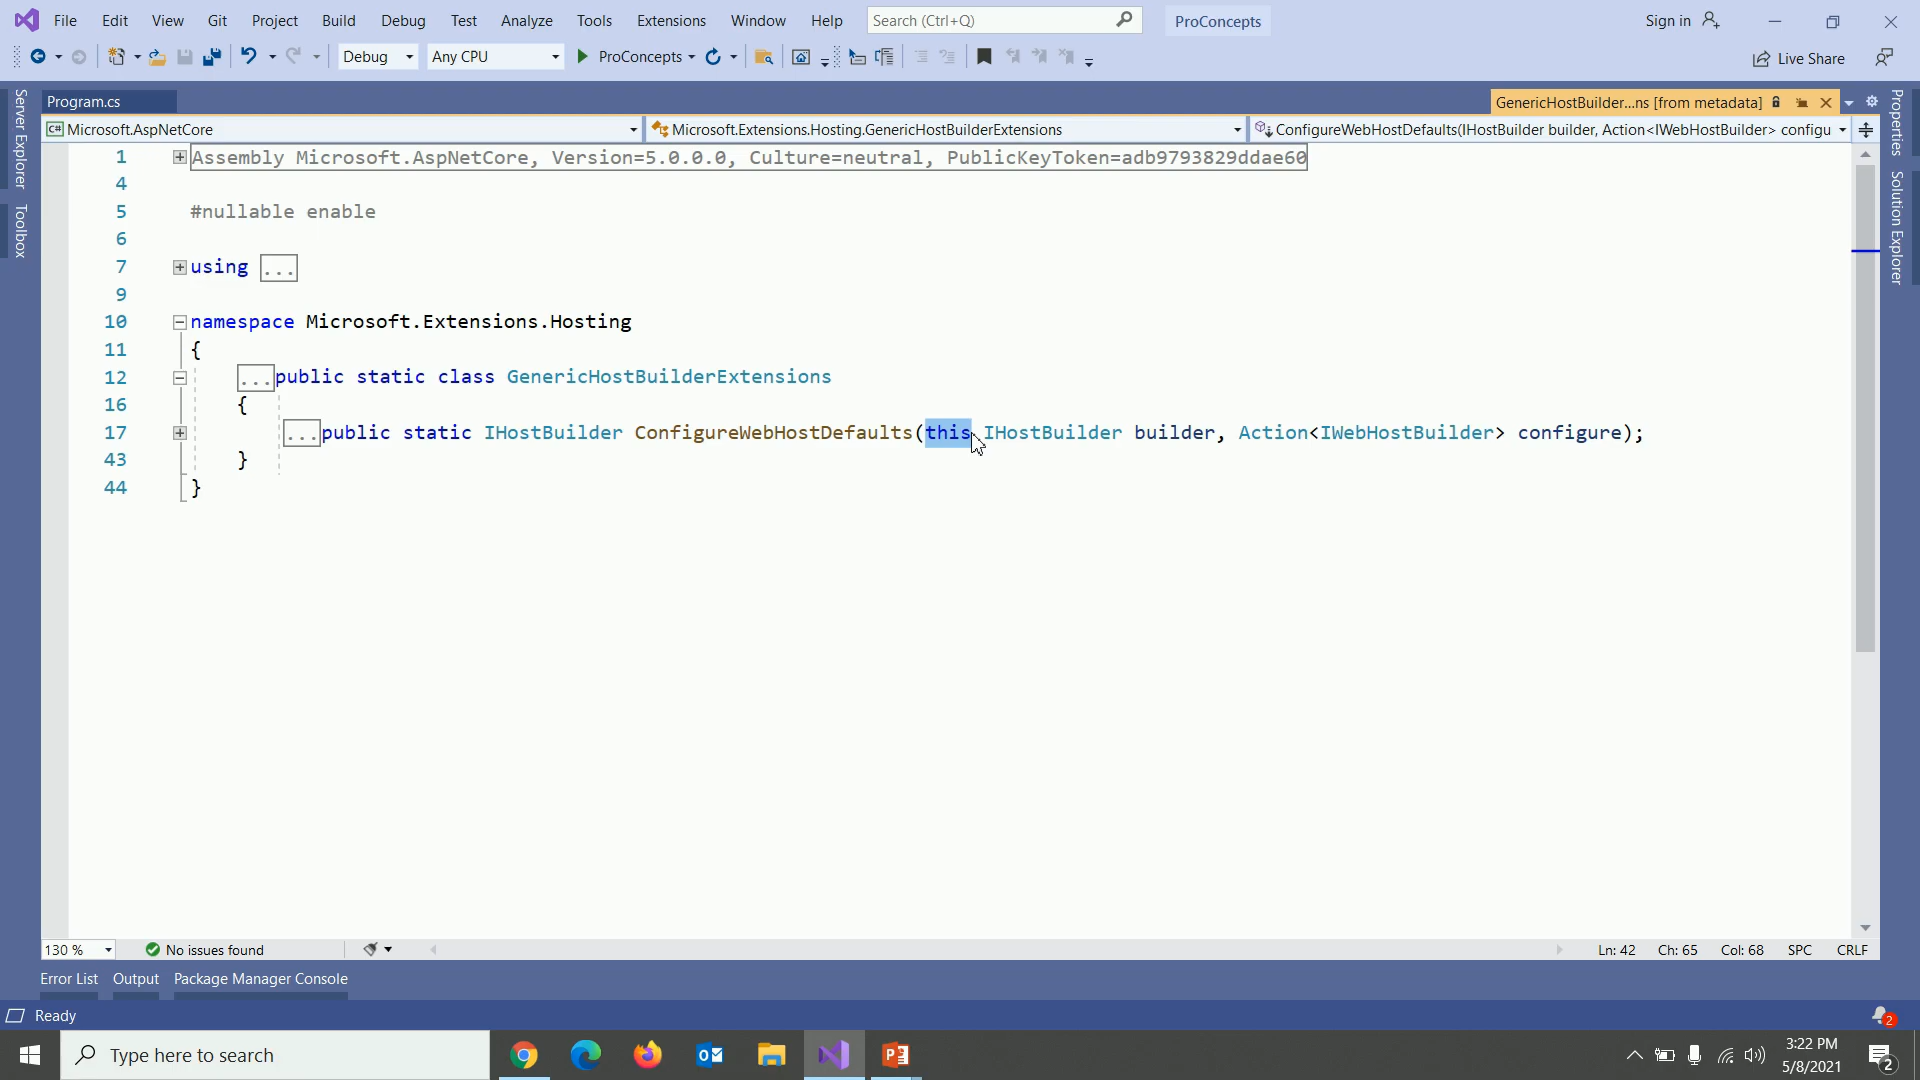 File Edit View Git Project Build Debug Test Analyze Tools Extensions Window Help Search (Ctrl+Q) ProConcepts Sign in
Debug Any CPU ProConcepts Live Share
Server Explorer
Toolbox
Program.cs GenericHostBuilder...ns [from metadata]
C# Microsoft.AspNetCore Microsoft.Extensions.Hosting.GenericHostBuilderExtensions ConfigureWebHostDefaults(IHostBuilder builder, Action<IWebHostBuilder> configu
Properties
Solution Explorer
1 Assembly Microsoft.AspNetCore, Version=5.0.0.0, Culture=neutral, PublicKeyToken=adb9793829ddae60
4
5 #nullable enable
6
7 using ...
9
10 namespace Microsoft.Extensions.Hosting
11 {
12 ...public static class GenericHostBuilderExtensions
16 {
17 ...public static IHostBuilder ConfigureWebHostDefaults(this IHostBuilder builder, Action<IWebHostBuilder> configure);
43 }
44 }
130 % No issues found Ln: 42 Ch: 65 Col: 68 SPC CRLF
Error List Output Package Manager Console
Ready 2
Type here to search 3:22 PM
5/8/2021 2